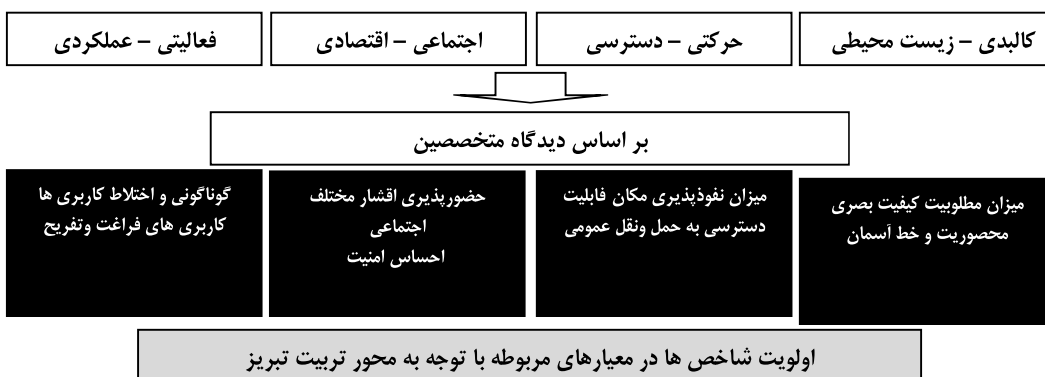 کالبدی – زیست محیطی
حرکتی – دسترسی
اجتماعی – اقتصادی
فعالیتی – عملکردی
بر اساس دیدگاه متخصصین
میزان مطلوبیت کیفیت بصری
محصوریت و خط آسمان
میزان نفوذپذیری مکان قابلیت
دسترسی به حمل ونقل عمومی
حضورپذیری اقشار مختلف
اجتماعی
احساس امنیت
گوناگونی و اختلاط کاربری ها
کاربری های فراغت وتفریح
اولویت شاخص ها در معیارهای مربوطه با توجه به محور تربیت تبریز